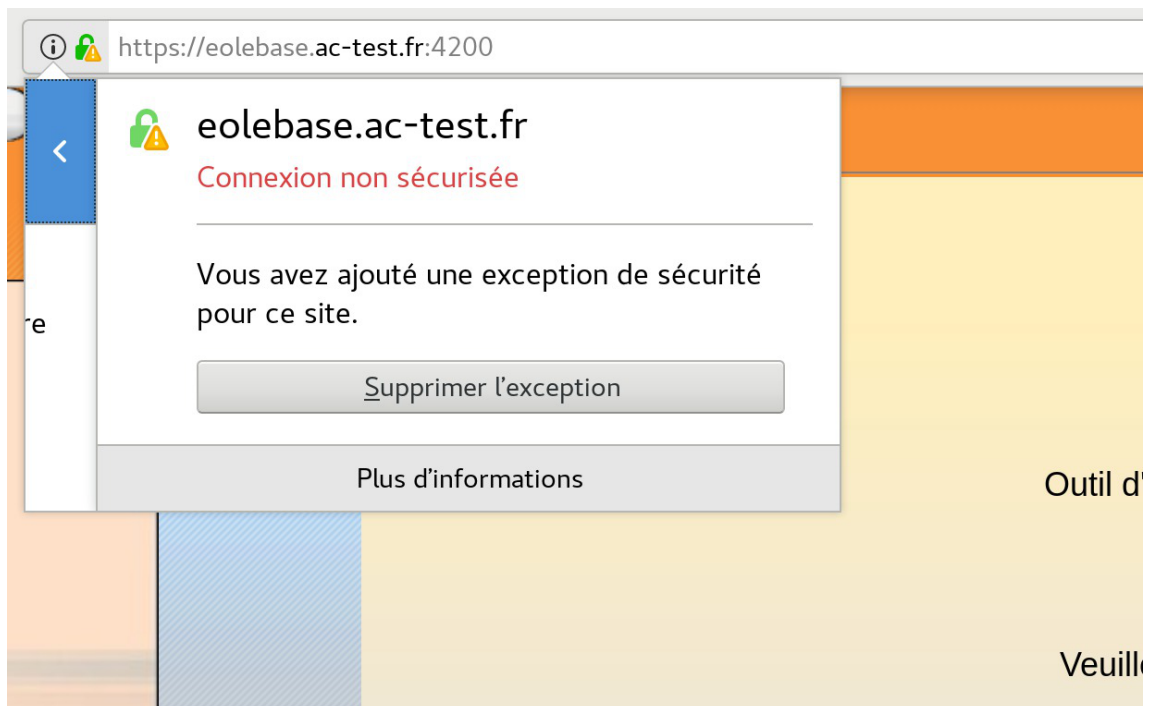 https://eolebase.ac-test.fr:4200
eolebase.ac-test.fr
Connexion non sécurisée
Vous avez ajouté une exception de sécurité
pour ce site.
re
Supprimer l'exception
Plus d'informations
Outil d'